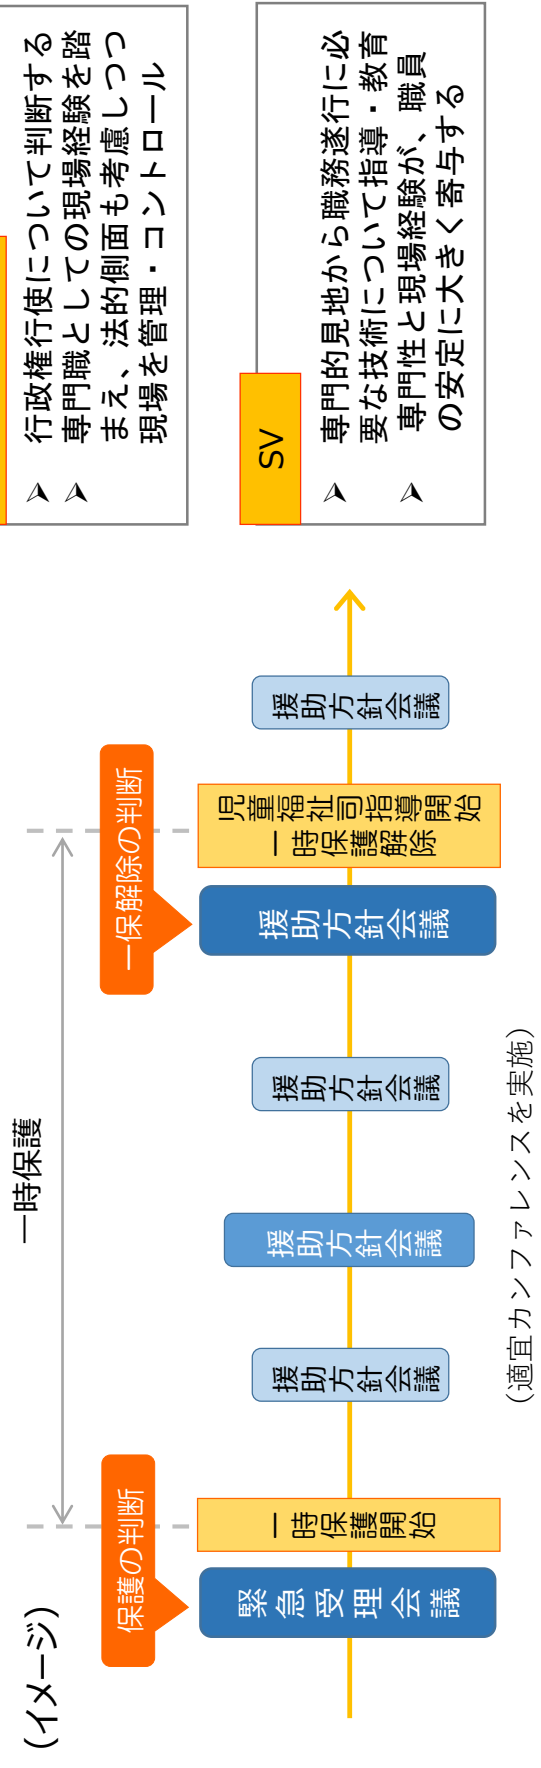 (イメージ)
一時保護
保護の判断
一保解除の判断
緊急受理会議
一時保護開始
援助方針会議
援助方針会議
援助方針会議
援助方針会議
児童福祉司指導開始
一時保護解除
援助方針会議
(適宜カンファレンスを実施)
➢ 行政権行使について判断する
➢ 専門職としての現場経験を踏
まえ、法的側面も考慮しつつ
現場を管理・コントロール
SV
➢ 専門的見地から職務遂行に必
要な技術について指導・教育
➢ 専門性と現場経験が、職員
の安定に大きく寄与する